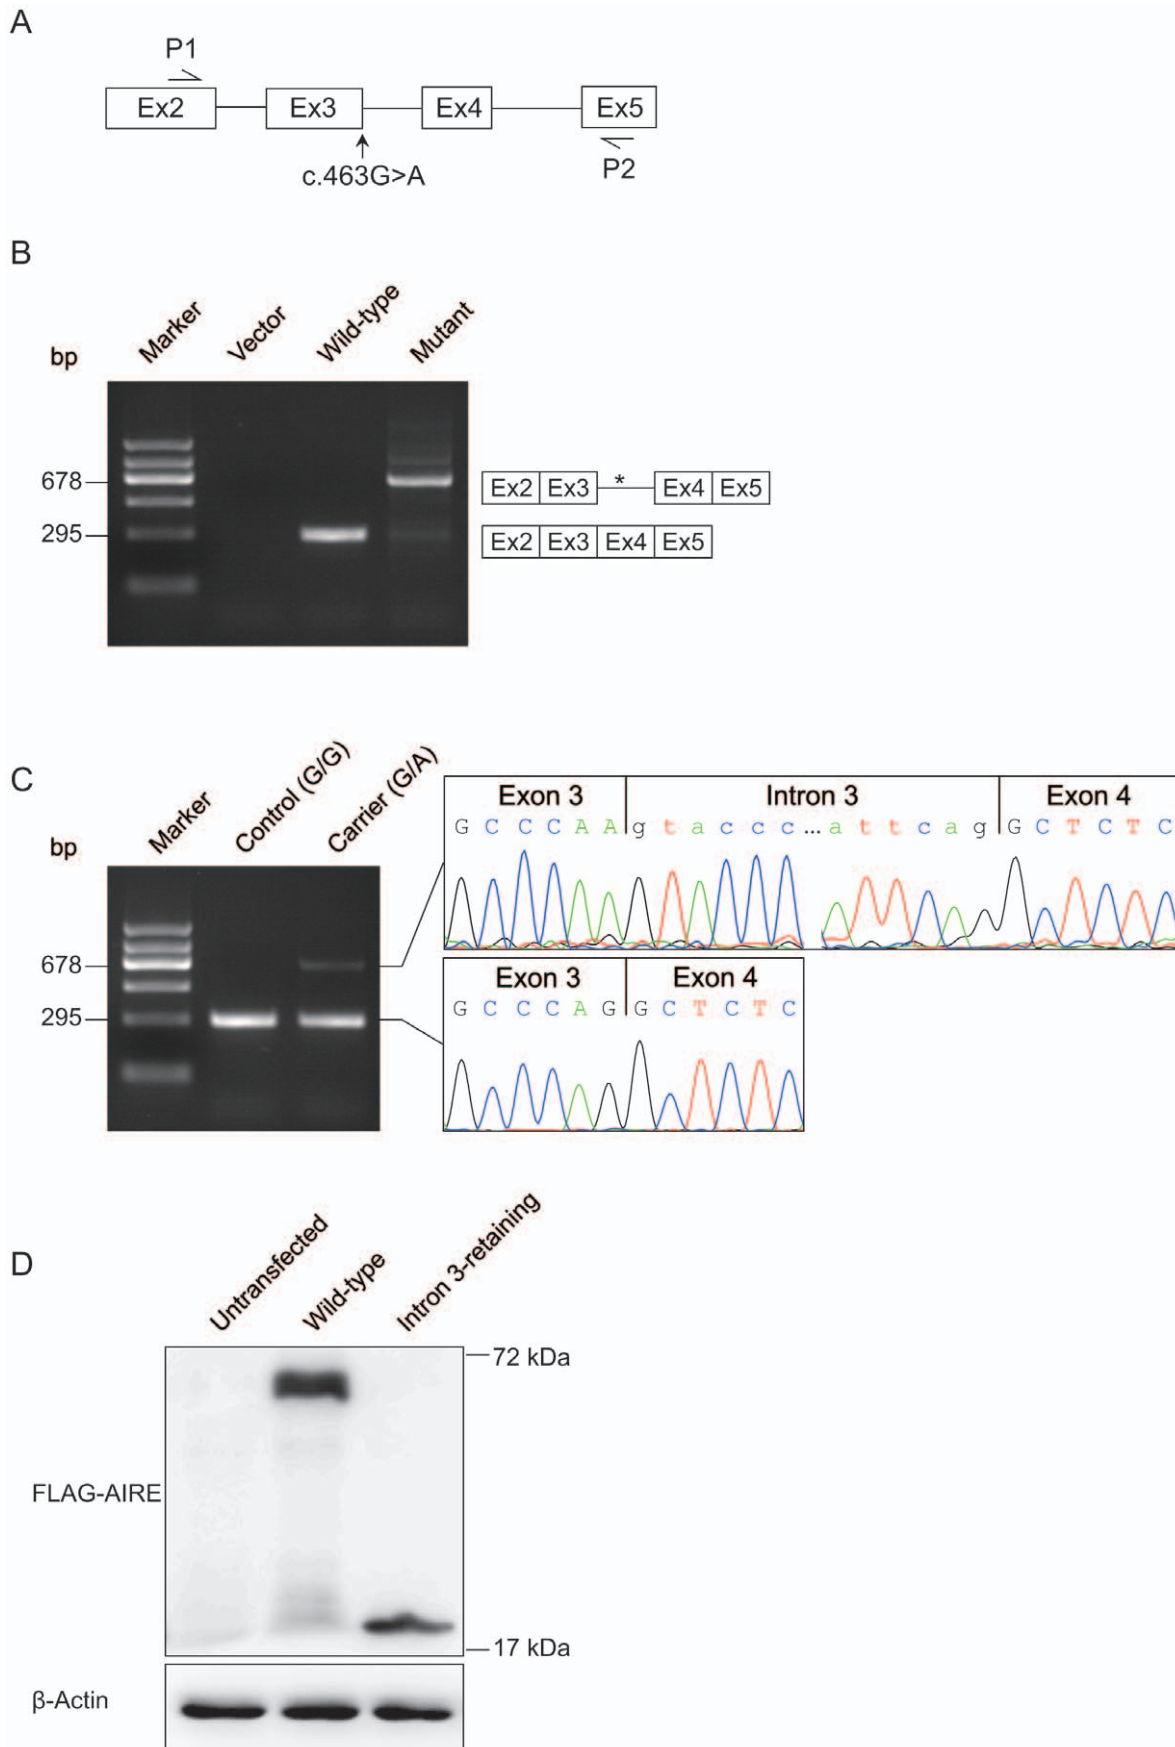 A
P1
Ex2 Ex3 Ex4 Ex5
c.463G>A
P2
B
bp Marker Vector Wild-type Mutant
678
Ex2 Ex3 * Ex4 Ex5
295
Ex2 Ex3 Ex4 Ex5
C
bp Marker Control (G/G) Carrier (G/A)
678
295
Exon 3 Intron 3 Exon 4
G C C C A A g t a c c c ... a t t c a g G C T C T C
Exon 3 Exon 4
G C C C A G G C T C T C
D
Untransfected Wild-type Intron 3-retaining
72 kDa
FLAG-AIRE
17 kDa
β-Actin